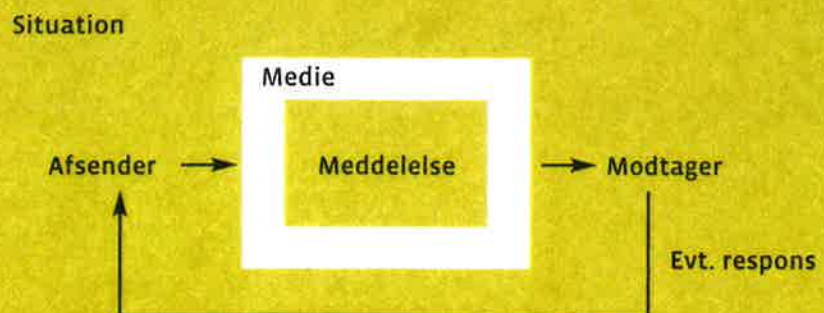 Situation
Medie
Afsender
Meddelelse
Modtager
Evt. respons